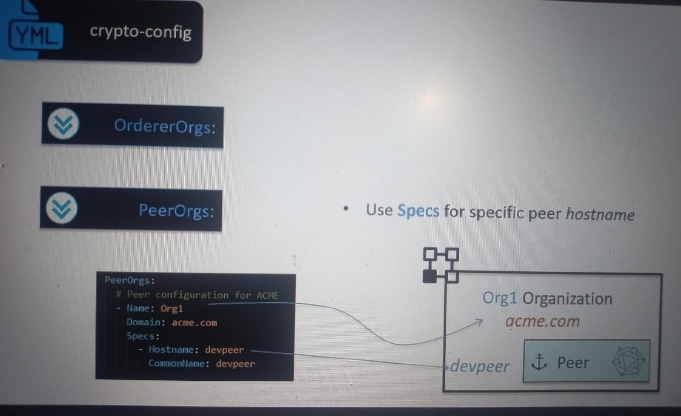 YML
crypto-config
OrdererOrgs:
PeerOrgs:
• Use Specs for specific peer hostname
PeerOrgs:
# Peer configuration for ACME
- Name: Org1
Domain: acme.com
Specs:
- Hostname: devpeer
CommonName: devpeer
Org1 Organization
acme.com
devpeer
Peer